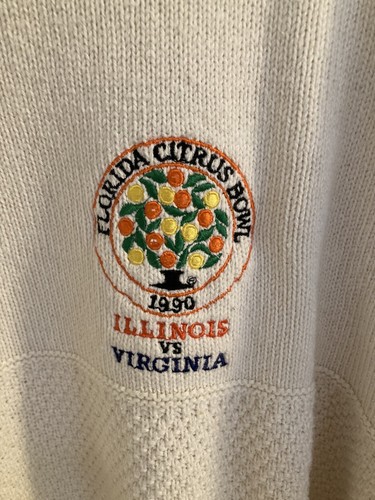 FLORIDA CITRUS BOWL
1990
ILLINOIS
VS
VIRGINIA